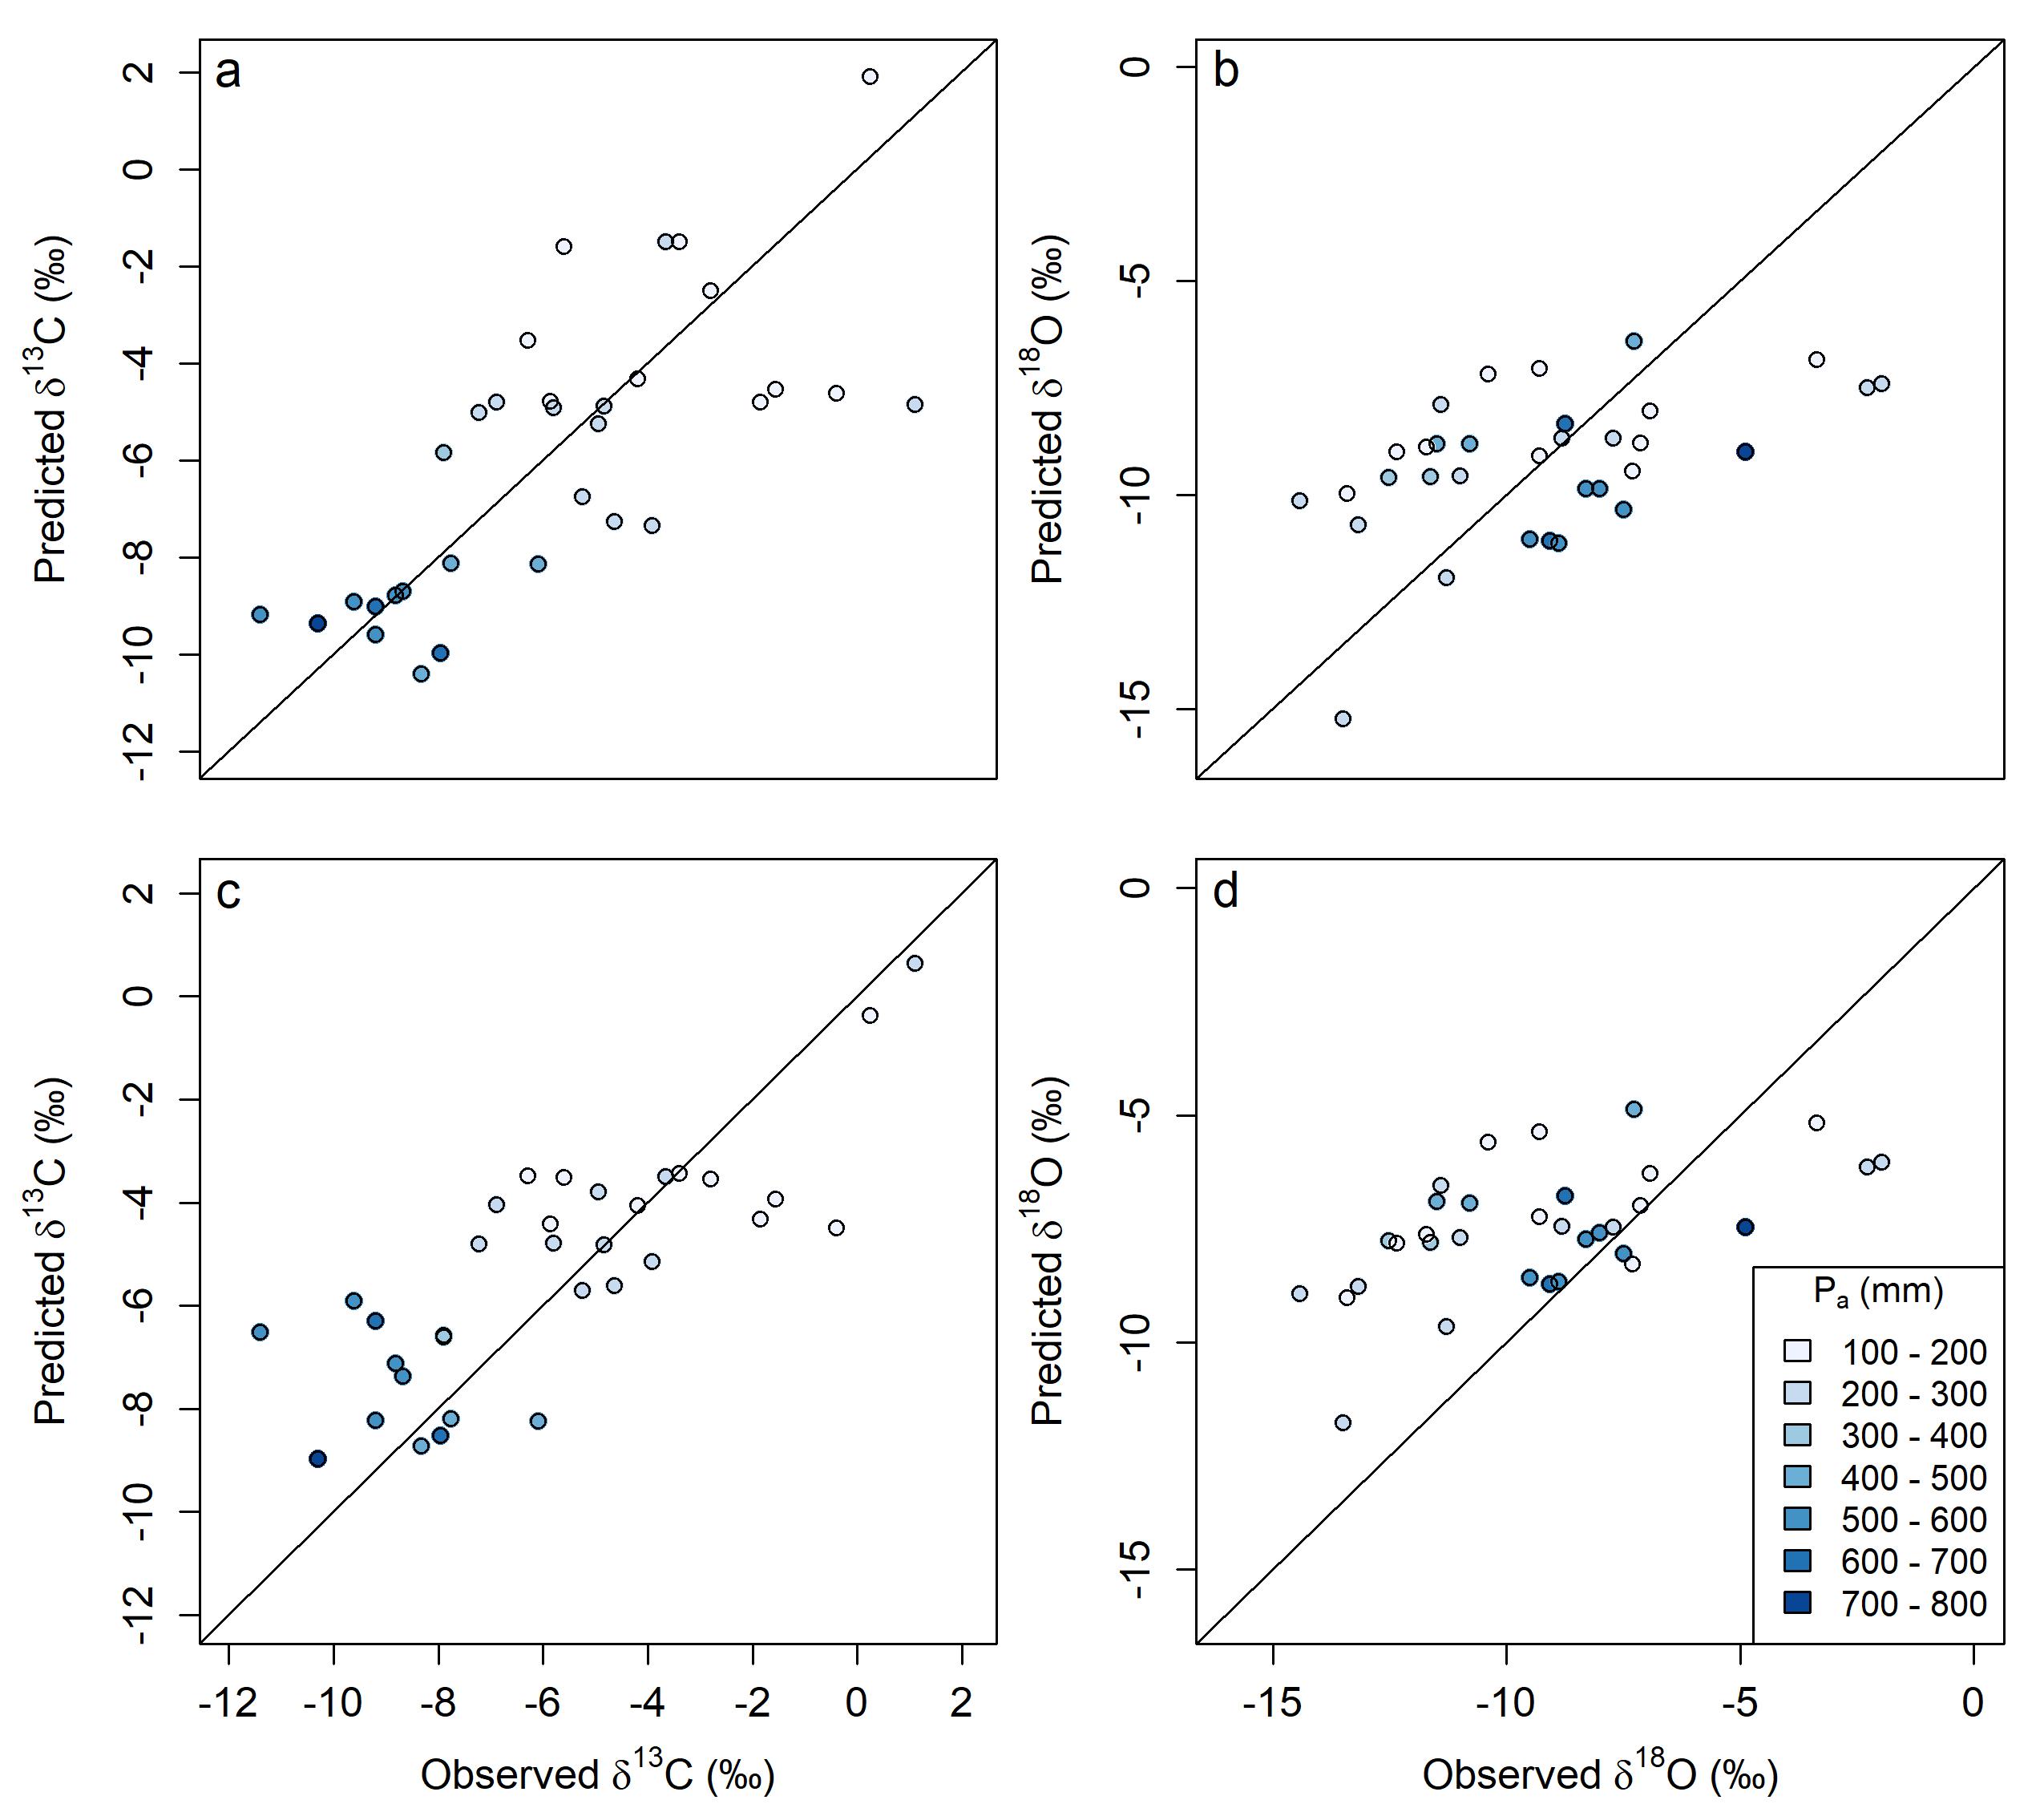 a
2
0
-2
-4
-6
-8
-10
-12
Predicted δ13C (‰)
b
0
-5
-10
-15
Predicted δ18O (‰)
c
2
0
-2
-4
-6
-8
-10
-12
Predicted δ13C (‰)
-12 -10 -8 -6 -4 -2 0 2
Observed δ13C (‰)
d
0
-5
-10
-15
Predicted δ18O (‰)
Pa (mm)
100 - 200
200 - 300
300 - 400
400 - 500
500 - 600
600 - 700
700 - 800
-15 -10 -5 0
Observed δ18O (‰)